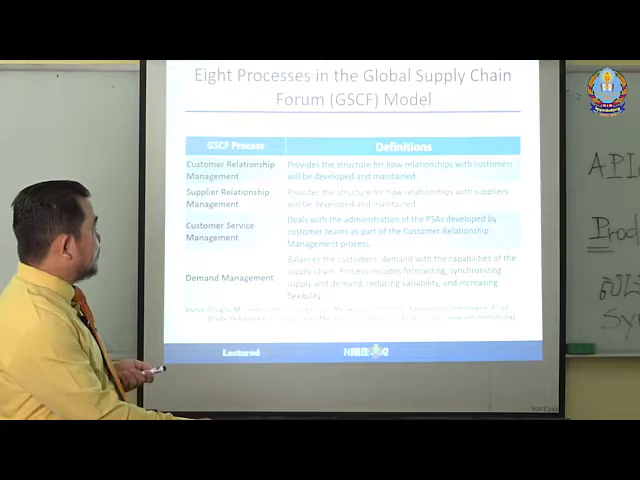 Eight Processes in the Global Supply Chain
Forum (GSCF) Model
GSCF Process
Definitions
Customer Relationship
Management
Provides the structure for how relationships with customers
will be developed and maintained
Supplier Relationship
Management
Provides the structure for how relationships with suppliers
will be developed and maintained
Customer Service
Management
Deals with the administration of the PSAs developed by
customer teams as part of the Customer Relationship
Management process.
Demand Management
Balances the customers' demand with the capabilities of the
supply chain. Process includes forecasting, synchronizing
supply and demand, reducing variability, and increasing
flexibility
Lectured
API
Prod